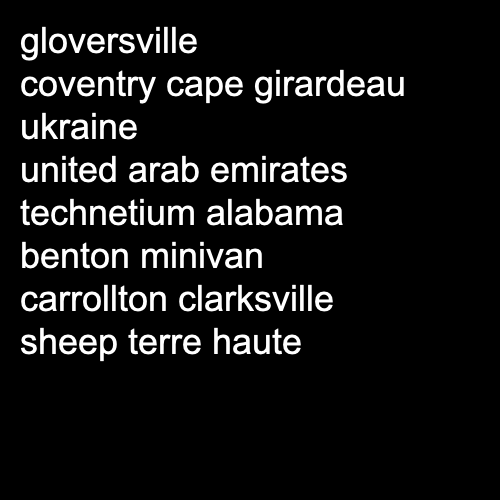 gloversville
coventry cape girardeau
ukraine
united arab emirates
technetium alabama
benton minivan
carrollton clarksville
sheep terre haute